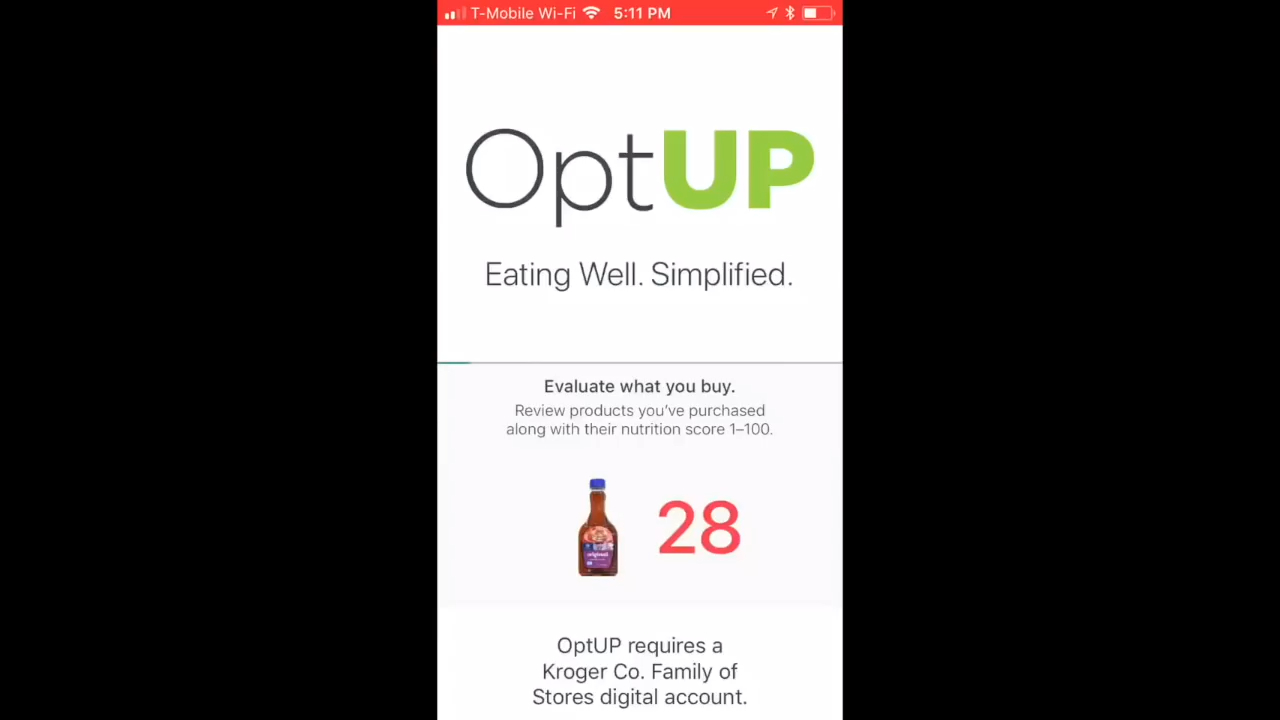 T-Mobile Wi-Fi 5:11 PM
OptUP
Eating Well. Simplified.
Evaluate what you buy.
Review products you’ve purchased
along with their nutrition score 1–100.
original
28
OptUP requires a
Kroger Co. Family of
Stores digital account.